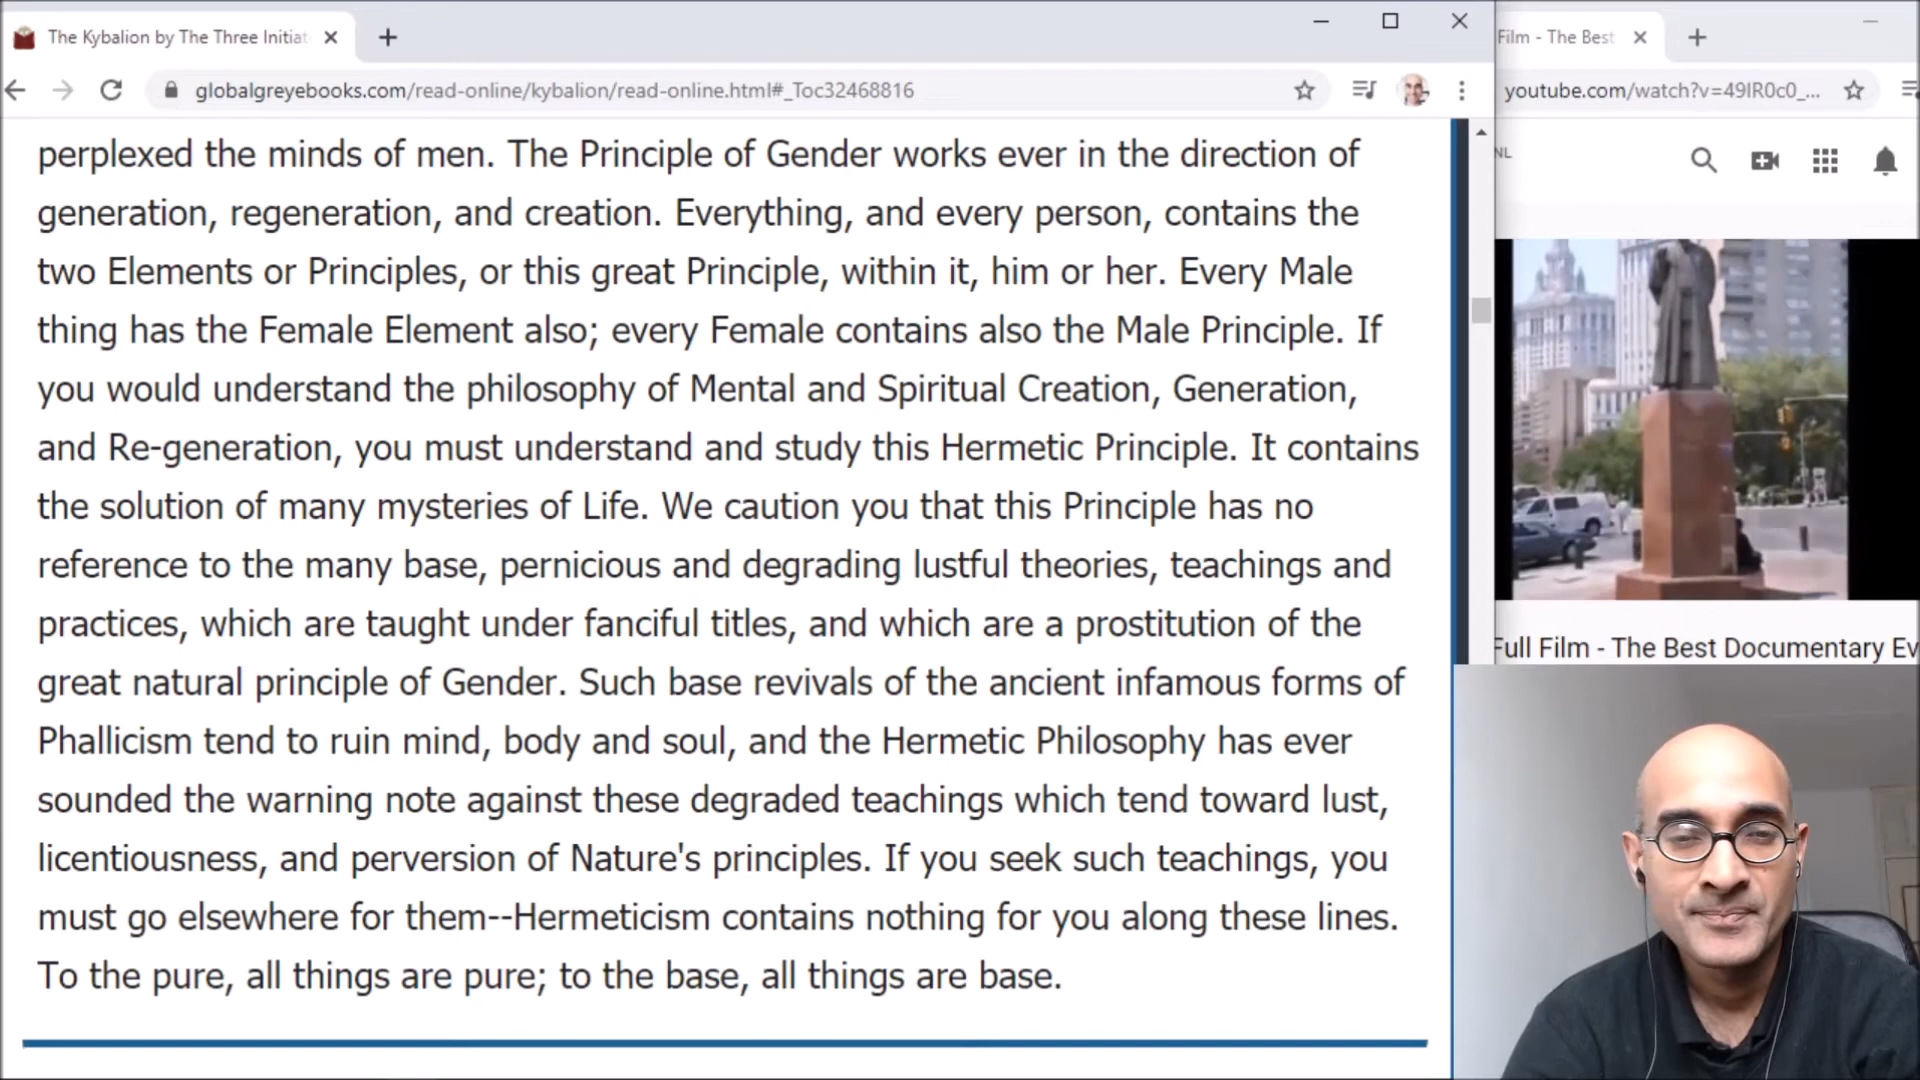 The Kybalion by The Three Initiat
globalgreyebooks.com/read-online/kybalion/read-online.html#_Toc32468816
perplexed the minds of men. The Principle of Gender works ever in the direction of
generation, regeneration, and creation. Everything, and every person, contains the
two Elements or Principles, or this great Principle, within it, him or her. Every Male
thing has the Female Element also; every Female contains also the Male Principle. If
you would understand the philosophy of Mental and Spiritual Creation, Generation,
and Re-generation, you must understand and study this Hermetic Principle. It contains
the solution of many mysteries of Life. We caution you that this Principle has no
reference to the many base, pernicious and degrading lustful theories, teachings and
practices, which are taught under fanciful titles, and which are a prostitution of the
great natural principle of Gender. Such base revivals of the ancient infamous forms of
Phallicism tend to ruin mind, body and soul, and the Hermetic Philosophy has ever
sounded the warning note against these degraded teachings which tend toward lust,
licentiousness, and perversion of Nature's principles. If you seek such teachings, you
must go elsewhere for them--Hermeticism contains nothing for you along these lines.
To the pure, all things are pure; to the base, all things are base.
Film - The Best
youtube.com/watch?v=49IR0c0_...
NL
Full Film - The Best Documentary Ev